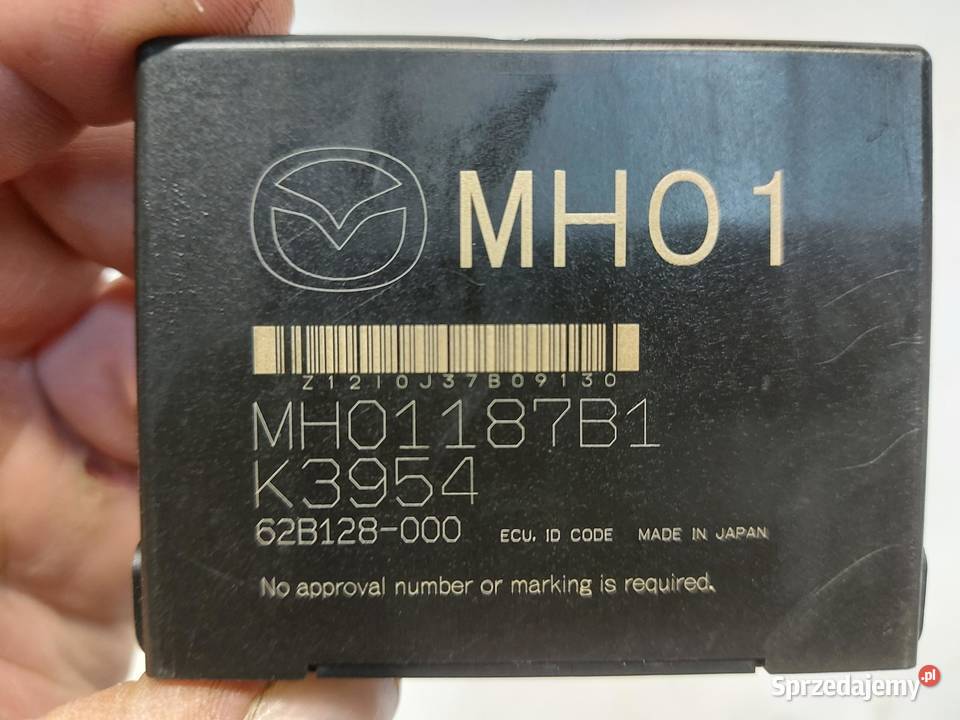 MH01
Z12I0J37B09130
MH01187B1
K3954
62B128-000 ECU, ID CODE MADE IN JAPAN
No approval number or marking is required.
Sprzedajemy.pl